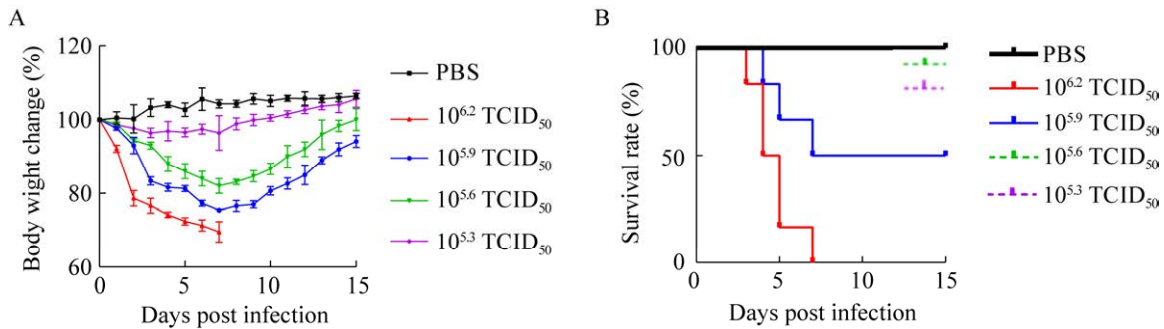 A
Body wight change (%)
120
100
80
60
0
5
10
15
Days post infection
PBS
10^6.2 TCID50
10^5.9 TCID50
10^5.6 TCID50
10^5.3 TCID50
B
Survival rate (%)
100
50
0
0
5
10
15
Days post infection
PBS
10^6.2 TCID50
10^5.9 TCID50
10^5.6 TCID50
10^5.3 TCID50